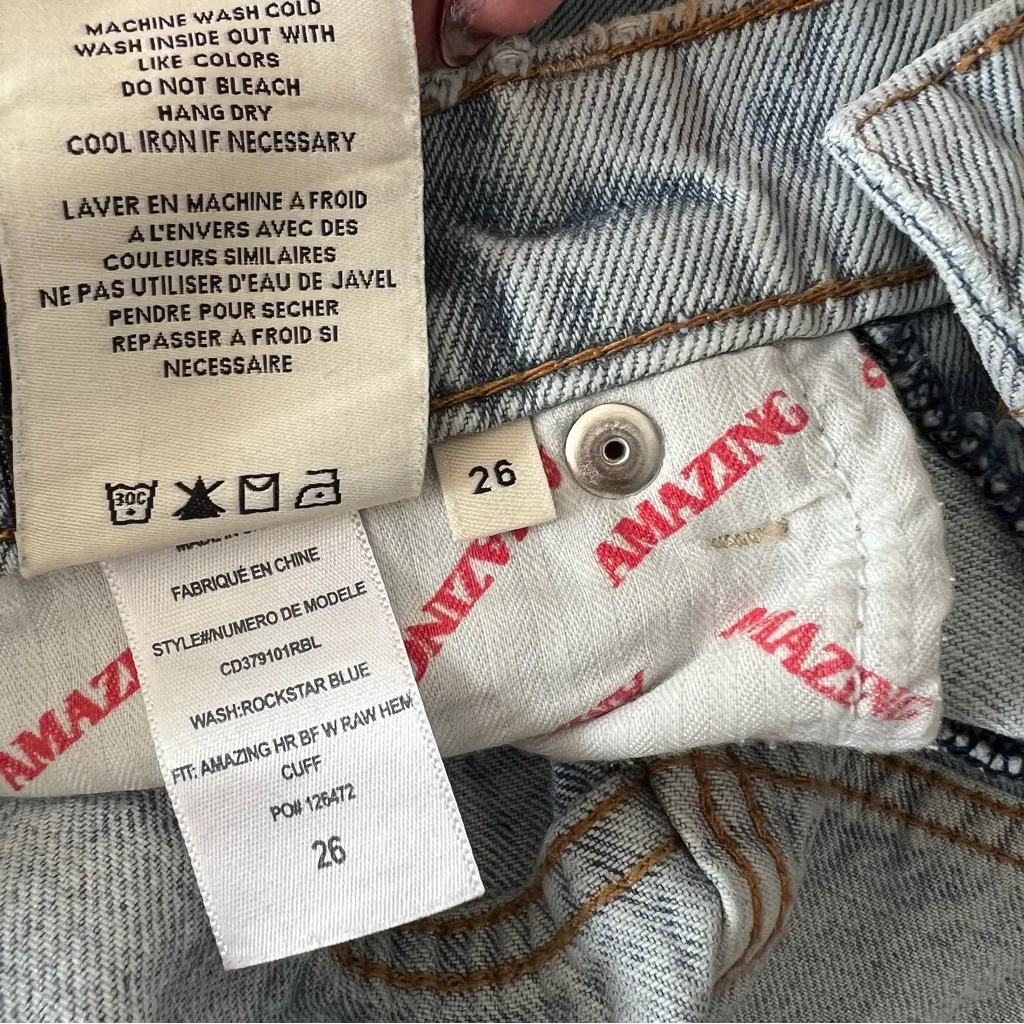 MACHINE WASH COLD
WASH INSIDE OUT WITH
LIKE COLORS
DO NOT BLEACH
HANG DRY
COOL IRON IF NECESSARY
LAVER EN MACHINE A FROID
A L'ENVERS AVEC DES
COULEURS SIMILAIRES
NE PAS UTILISER D'EAU DE JAVEL
PENDRE POUR SECHER
REPASSER A FROID SI
NECESSAIRE
30C
26
AMAZING
AMAZI
AZING
MAZING
FABRIQUÉ EN CHINE
STYLE#/NUMERO DE MODELE
CD379101RBL
WASH:ROCKSTAR BLUE
FIT: AMAZING HR BF W RAW HEM
CUFF
PO# 126472
26